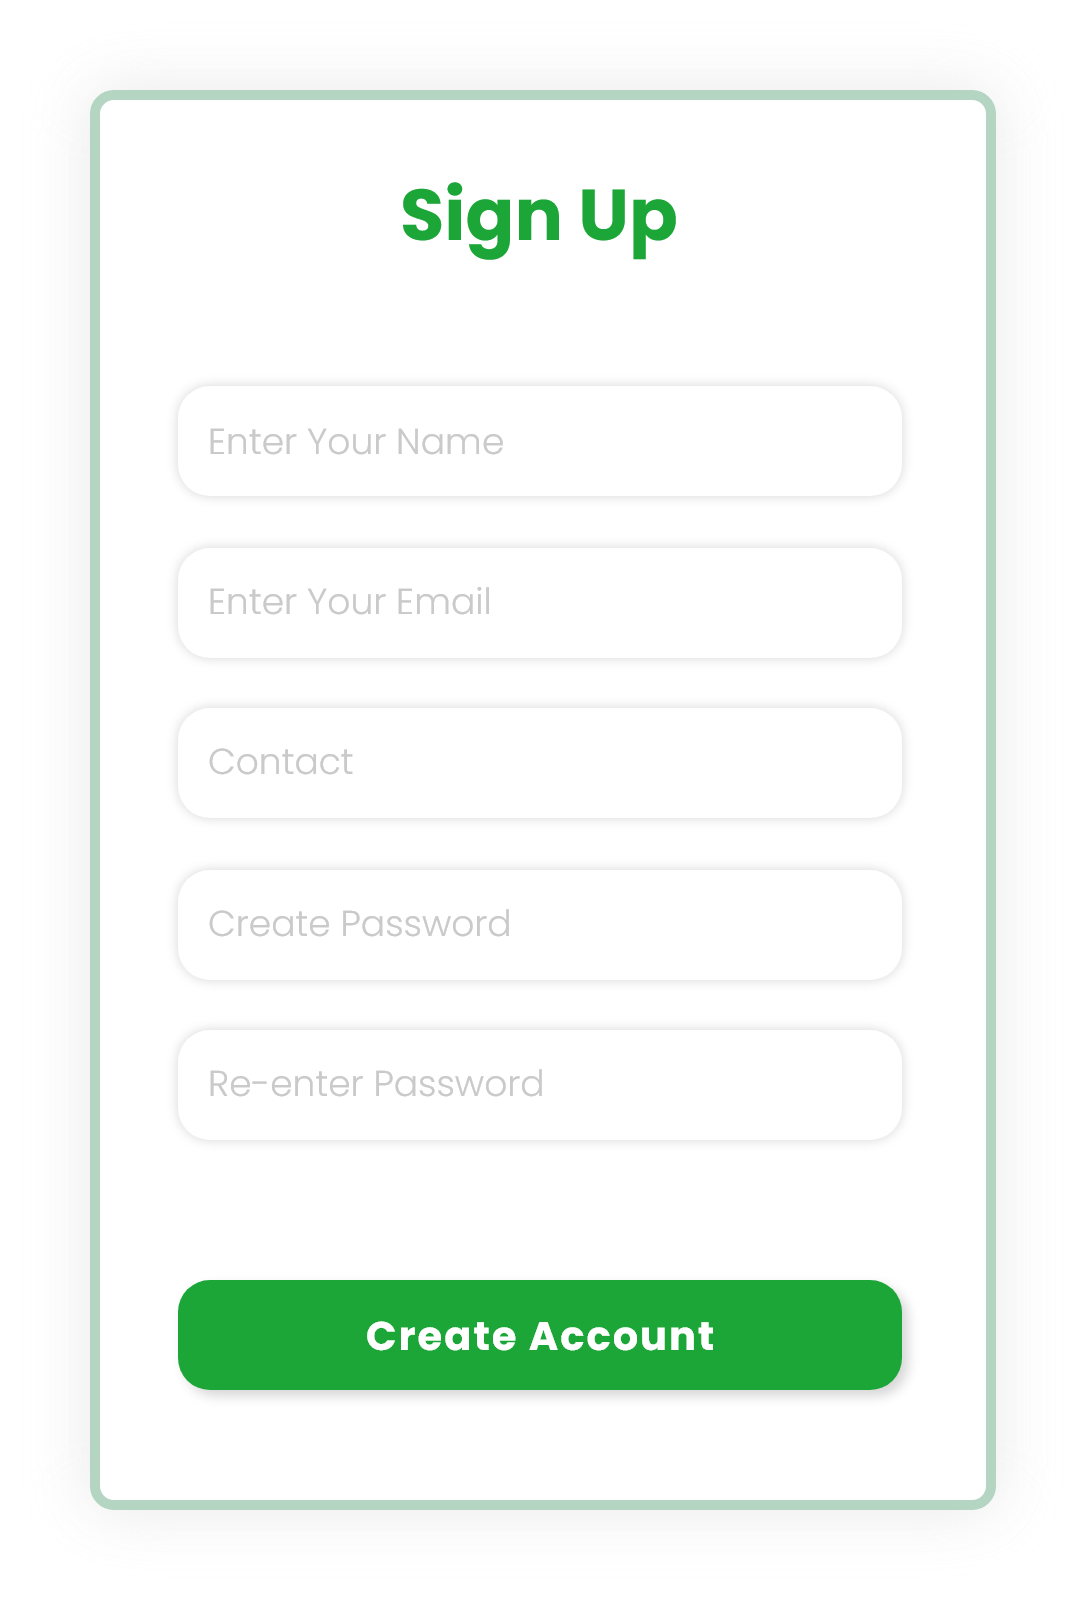 Sign Up
Enter Your Name
Enter Your Email
Contact
Create Password
Re-enter Password
Create Account